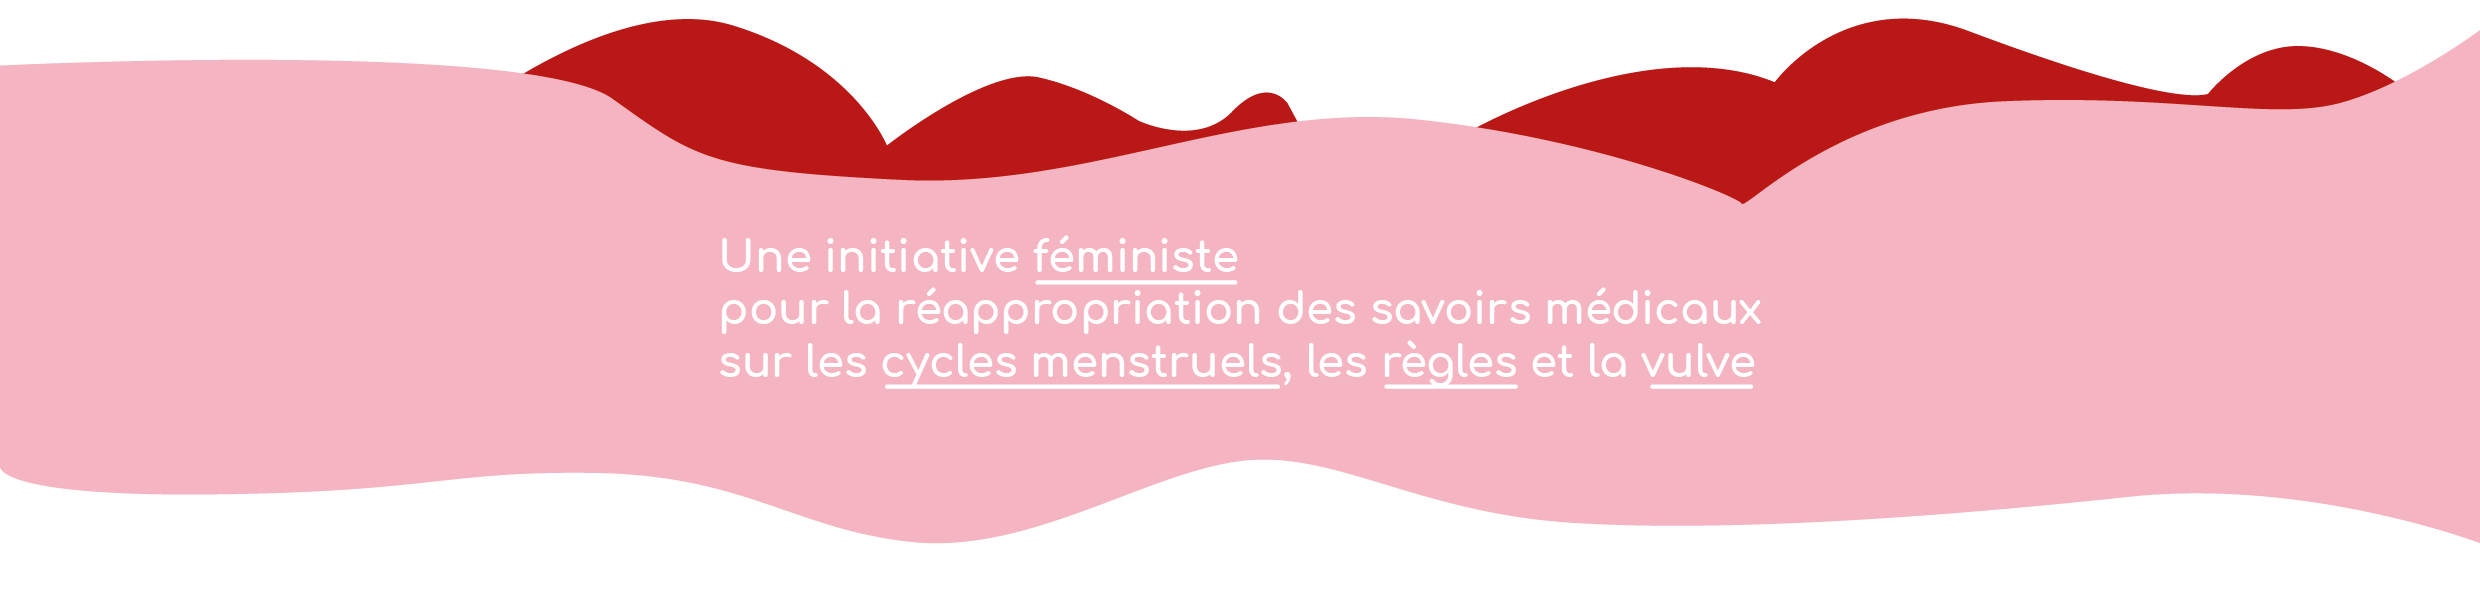 Une initiative féministe
pour la réappropriation des savoirs médicaux
sur les cycles menstruels, les règles et la vulve